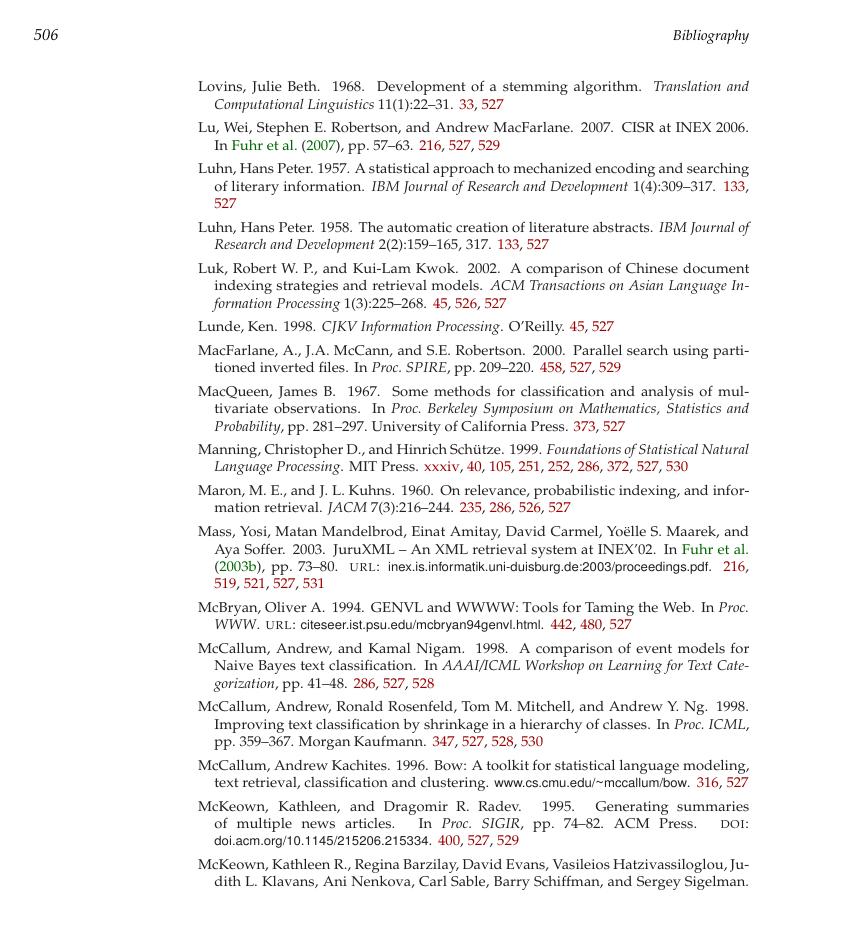 506
Bibliography
Lovins, Julie Beth. 1968. Development of a stemming algorithm. Translation and
Computational Linguistics 11(1):22–31. 33, 527
Lu, Wei, Stephen E. Robertson, and Andrew MacFarlane. 2007. CISR at INEX 2006.
In Fuhr et al. (2007), pp. 57–63. 216, 527, 529
Luhn, Hans Peter. 1957. A statistical approach to mechanized encoding and searching
of literary information. IBM Journal of Research and Development 1(4):309–317. 133,
527
Luhn, Hans Peter. 1958. The automatic creation of literature abstracts. IBM Journal of
Research and Development 2(2):159–165, 317. 133, 527
Luk, Robert W. P., and Kui-Lam Kwok. 2002. A comparison of Chinese document
indexing strategies and retrieval models. ACM Transactions on Asian Language In-
formation Processing 1(3):225–268. 45, 526, 527
Lunde, Ken. 1998. CJKV Information Processing. O'Reilly. 45, 527
MacFarlane, A., J.A. McCann, and S.E. Robertson. 2000. Parallel search using parti-
tioned inverted files. In Proc. SPIRE, pp. 209–220. 458, 527, 529
MacQueen, James B. 1967. Some methods for classification and analysis of mul-
tivariate observations. In Proc. Berkeley Symposium on Mathematics, Statistics and
Probability, pp. 281–297. University of California Press. 373, 527
Manning, Christopher D., and Hinrich Schütze. 1999. Foundations of Statistical Natural
Language Processing. MIT Press. xxxiv, 40, 105, 251, 252, 286, 372, 527, 530
Maron, M. E., and J. L. Kuhns. 1960. On relevance, probabilistic indexing, and infor-
mation retrieval. JACM 7(3):216–244. 235, 286, 526, 527
Mass, Yosi, Matan Mandelbrod, Einat Amitay, David Carmel, Yoëlle S. Maarek, and
Aya Soffer. 2003. JuruXML – An XML retrieval system at INEX'02. In Fuhr et al.
(2003b), pp. 73–80. URL: inex.is.informatik.uni-duisburg.de:2003/proceedings.pdf. 216,
519, 521, 527, 531
McBryan, Oliver A. 1994. GENVL and WWWW: Tools for Taming the Web. In Proc.
WWW. URL: citeseer.ist.psu.edu/mcbryan94genvl.html. 442, 480, 527
McCallum, Andrew, and Kamal Nigam. 1998. A comparison of event models for
Naive Bayes text classification. In AAAI/ICML Workshop on Learning for Text Cate-
gorization, pp. 41–48. 286, 527, 528
McCallum, Andrew, Ronald Rosenfeld, Tom M. Mitchell, and Andrew Y. Ng. 1998.
Improving text classification by shrinkage in a hierarchy of classes. In Proc. ICML,
pp. 359–367. Morgan Kaufmann. 347, 527, 528, 530
McCallum, Andrew Kachites. 1996. Bow: A toolkit for statistical language modeling,
text retrieval, classification and clustering. www.cs.cmu.edu/~mccallum/bow. 316, 527
McKeown, Kathleen, and Dragomir R. Radev. 1995. Generating summaries
of multiple news articles. In Proc. SIGIR, pp. 74–82. ACM Press. DOI:
doi.acm.org/10.1145/215206.215334. 400, 527, 529
McKeown, Kathleen R., Regina Barzilay, David Evans, Vasileios Hatzivassiloglou, Ju-
dith L. Klavans, Ani Nenkova, Carl Sable, Barry Schiffman, and Sergey Sigelman.